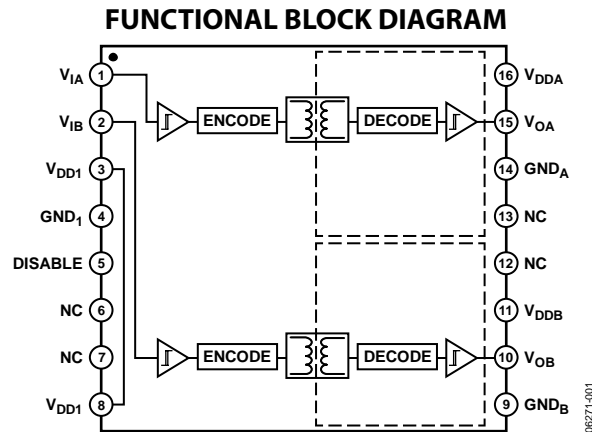 FUNCTIONAL BLOCK DIAGRAM
VIA 1
VIB 2
VDD1 3
GND1 4
DISABLE 5
NC 6
NC 7
VDD1 8
ENCODE
DECODE
ENCODE
DECODE
16 VDDA
15 VOA
14 GNDA
13 NC
12 NC
11 VDDB
10 VOB
9 GNDB
06271-001